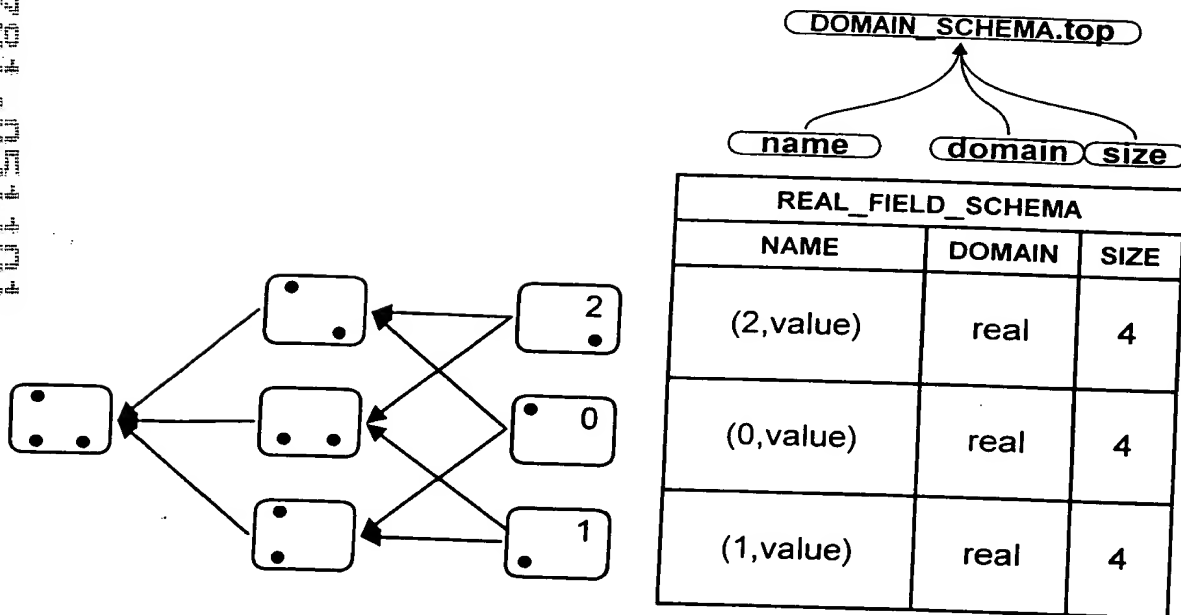 DOMAIN_SCHEMA.top
name domain size
REAL_FIELD_SCHEMA
NAME DOMAIN SIZE
2 (2,value) real 4
0 (0,value) real 4
1 (1,value) real 4